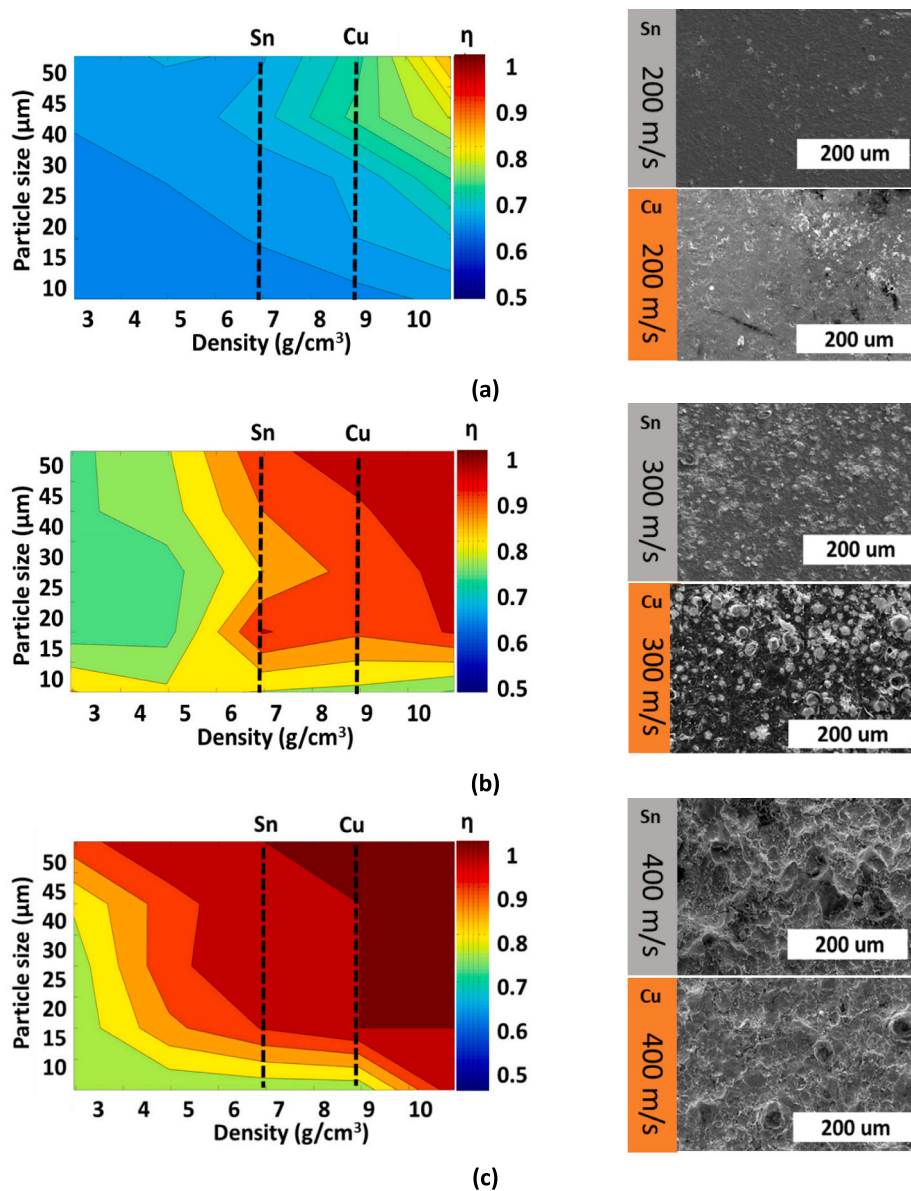 Sn Cu η
Particle size (μm)
50
45
40
30
20
15
10
3 4 5 6 7 8 9 10
Density (g/cm³)
1
0.9
0.8
0.7
0.6
0.5
Sn
200 m/s
200 um
Cu
200 m/s
200 um
(a)
Sn Cu η
Particle size (μm)
50
45
40
30
20
15
10
3 4 5 6 7 8 9 10
Density (g/cm³)
1
0.9
0.8
0.7
0.6
0.5
Sn
300 m/s
200 um
Cu
300 m/s
200 um
(b)
Sn Cu η
Particle size (μm)
50
45
40
30
20
15
10
3 4 5 6 7 8 9 10
Density (g/cm³)
1
0.9
0.8
0.7
0.6
0.5
Sn
400 m/s
200 um
Cu
400 m/s
200 um
(c)